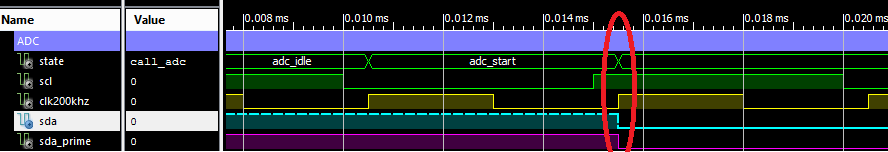 Name Value 0.008 ms 0.010 ms 0.012 ms 0.014 ms 0.016 ms 0.018 ms 0.020 ms
ADC
state call_adc adc_idle adc_start
scl 0
clk200khz 0
sda 0
sda_prime 0